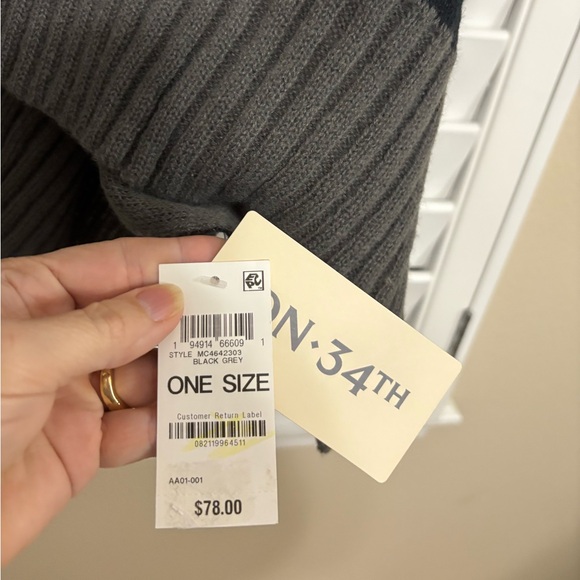 1 94914 66609 1
STYLE MC4642303
BLACK GREY
ONE SIZE
Customer Return Label
082119964511
AA01-001
$78.00
ON·34TH